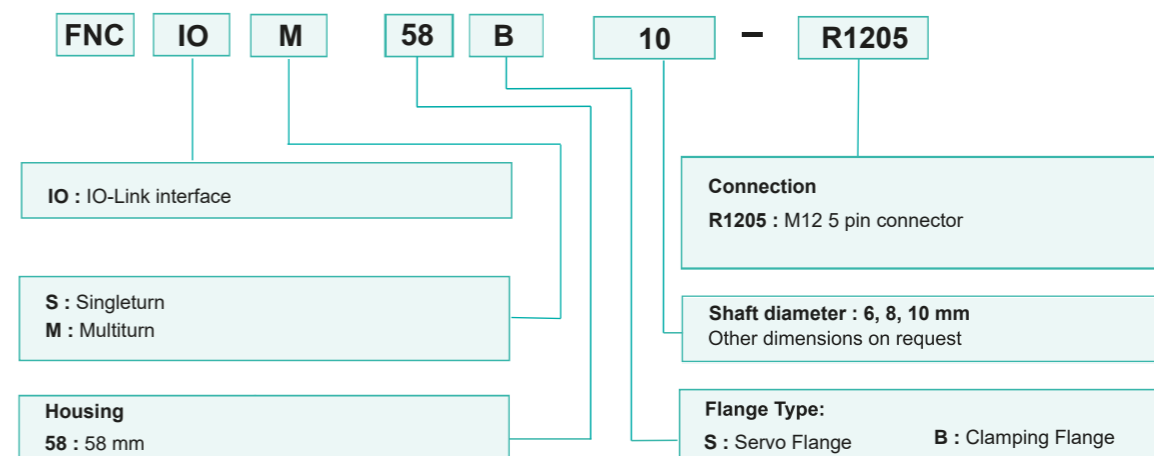 FNC IO M 58 B 10 – R1205
IO : IO-Link interface
S : Singleturn
M : Multiturn
Housing
58 : 58 mm
Connection
R1205 : M12 5 pin connector
Shaft diameter : 6, 8, 10 mm
Other dimensions on request
Flange Type:
S : Servo Flange B : Clamping Flange